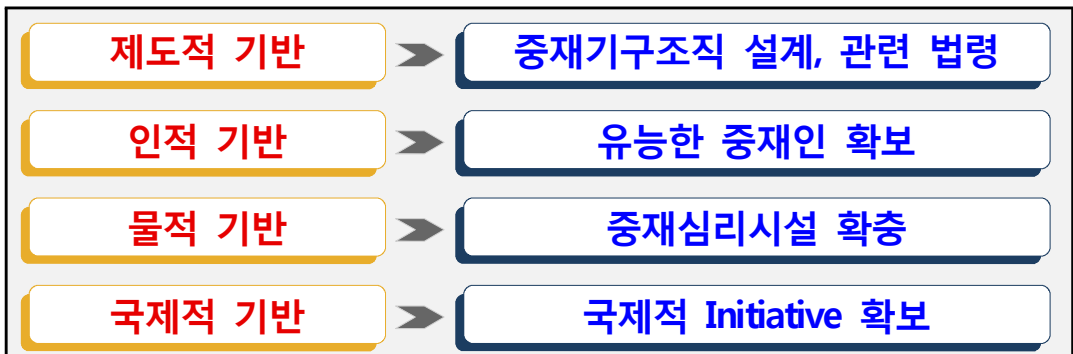 제도적 기반 중재기구조직 설계, 관련 법령
인적 기반 유능한 중재인 확보
물적 기반 중재심리시설 확충
국제적 기반 국제적 Initiative 확보